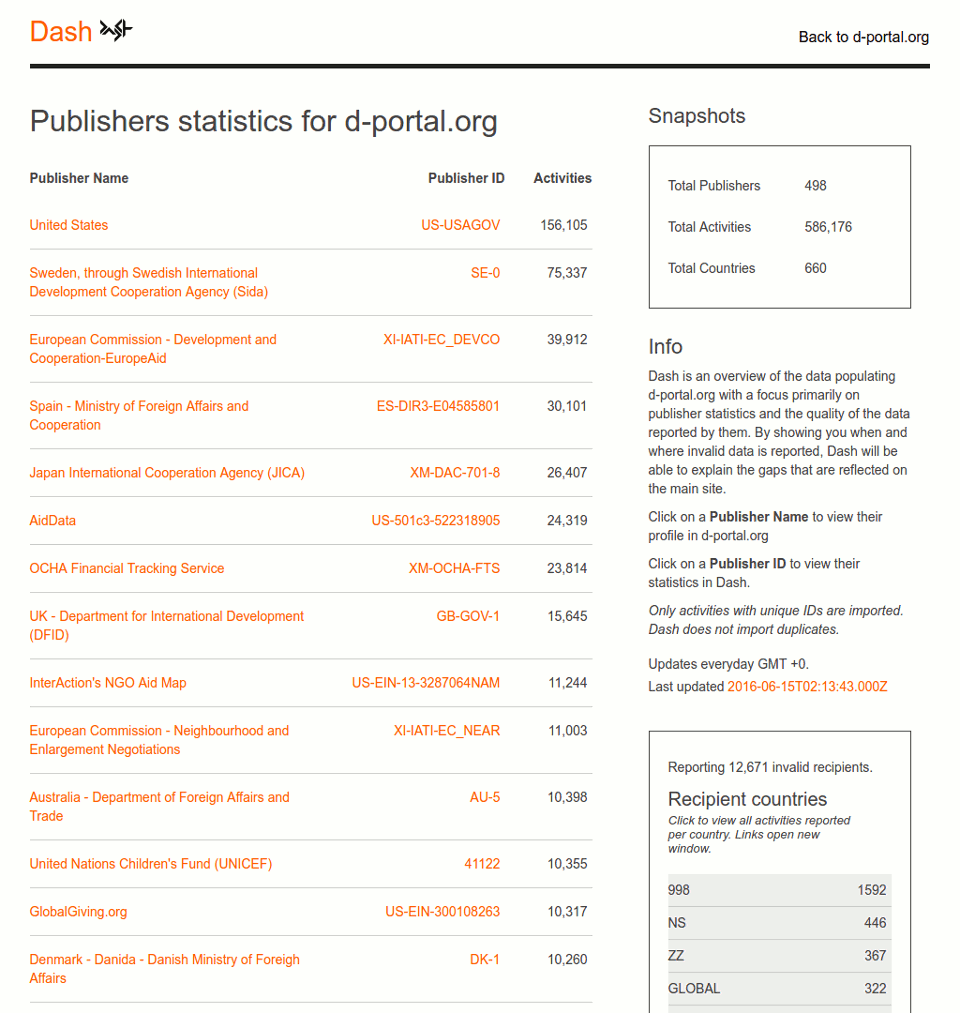 Dash
Back to d-portal.org
Publishers statistics for d-portal.org
Publisher Name Publisher ID Activities
United States US-USAGOV 156,105
Sweden, through Swedish International SE-0 75,337
Development Cooperation Agency (Sida)
European Commission - Development and XI-IATI-EC_DEVCO 39,912
Cooperation-EuropeAid
Spain - Ministry of Foreign Affairs and ES-DIR3-E04585801 30,101
Cooperation
Japan International Cooperation Agency (JICA) XM-DAC-701-8 26,407
AidData US-501c3-522318905 24,319
OCHA Financial Tracking Service XM-OCHA-FTS 23,814
UK - Department for International Development GB-GOV-1 15,645
(DFID)
InterAction's NGO Aid Map US-EIN-13-3287064NAM 11,244
European Commission - Neighbourhood and XI-IATI-EC_NEAR 11,003
Enlargement Negotiations
Australia - Department of Foreign Affairs and AU-5 10,398
Trade
United Nations Children's Fund (UNICEF) 41122 10,355
GlobalGiving.org US-EIN-300108263 10,317
Denmark - Danida - Danish Ministry of Foreigh DK-1 10,260
Affairs
Snapshots
Total Publishers 498
Total Activities 586,176
Total Countries 660
Info
Dash is an overview of the data populating
d-portal.org with a focus primarily on
publisher statistics and the quality of the data
reported by them. By showing you when and
where invalid data is reported, Dash will be
able to explain the gaps that are reflected on
the main site.
Click on a Publisher Name to view their
profile in d-portal.org
Click on a Publisher ID to view their
statistics in Dash.
Only activities with unique IDs are imported.
Dash does not import duplicates.
Updates everyday GMT +0.
Last updated 2016-06-15T02:13:43.000Z
Reporting 12,671 invalid recipients.
Recipient countries
Click to view all activities reported
per country. Links open new
window.
998 1592
NS 446
ZZ 367
GLOBAL 322